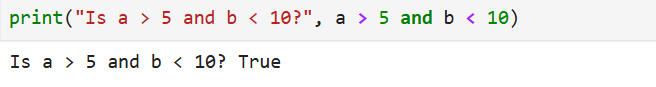 print("Is a > 5 and b < 10?", a > 5 and b < 10)
Is a > 5 and b < 10? True